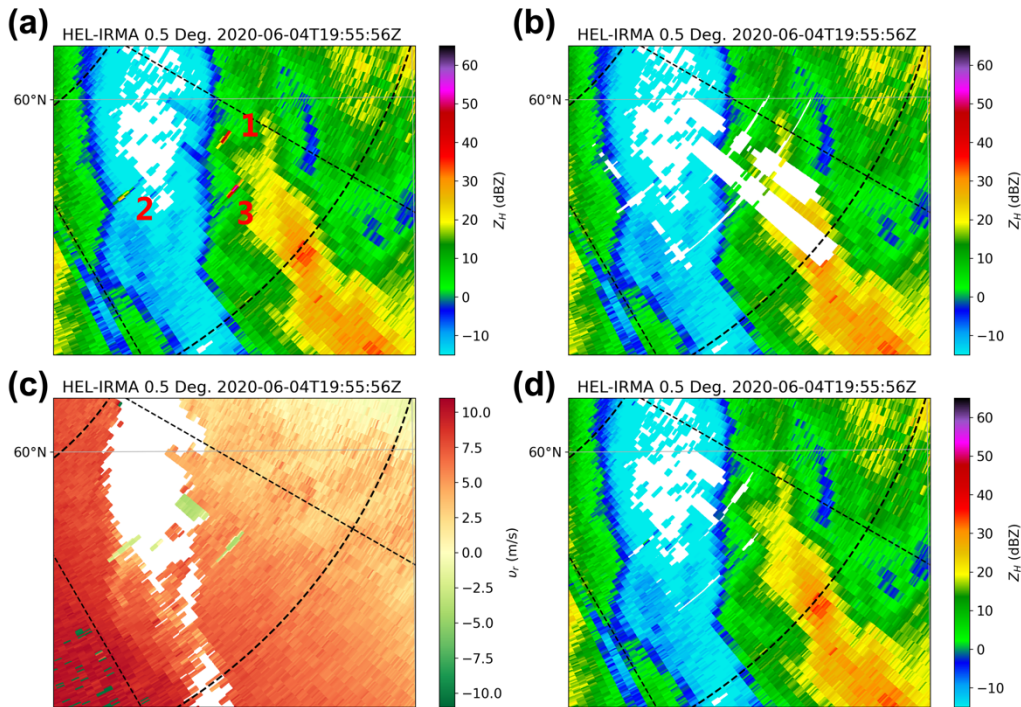 (a)
HEL-IRMA 0.5 Deg. 2020-06-04T19:55:56Z
60°N
1
2
3
60
50
40
30
20
10
0
−10
Z_H (dBZ)
(b)
HEL-IRMA 0.5 Deg. 2020-06-04T19:55:56Z
60°N
60
50
40
30
20
10
0
−10
Z_H (dBZ)
(c)
HEL-IRMA 0.5 Deg. 2020-06-04T19:55:56Z
60°N
10.0
7.5
5.0
2.5
0.0
−2.5
−5.0
−7.5
−10.0
υ_r (m/s)
(d)
HEL-IRMA 0.5 Deg. 2020-06-04T19:55:56Z
60°N
60
50
40
30
20
10
0
−10
Z_H (dBZ)